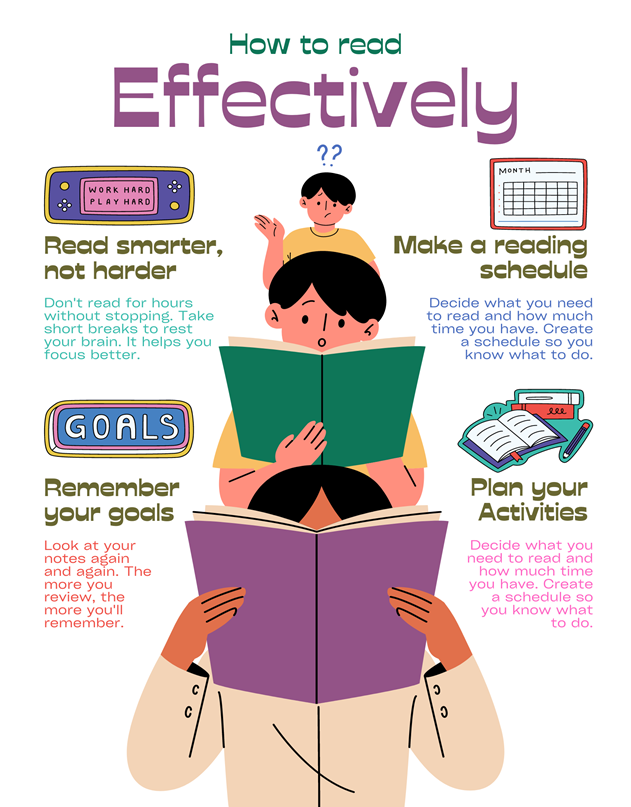 How to read
Effectively
??
WORK HARD
PLAY HARD
Read smarter,
not harder
Don't read for hours
without stopping. Take
short breaks to rest
your brain. It helps you
focus better.
MONTH
Make a reading
schedule
Decide what you need
to read and how much
time you have. Create
a schedule so you
know what to do.
GOALS
Remember
your goals
Look at your
notes again
and again. The
more you
review, the
more you'll
remember.
Plan your
Activities
Decide what you
need to read and
how much time
you have. Create
a schedule so
you know what
to do.